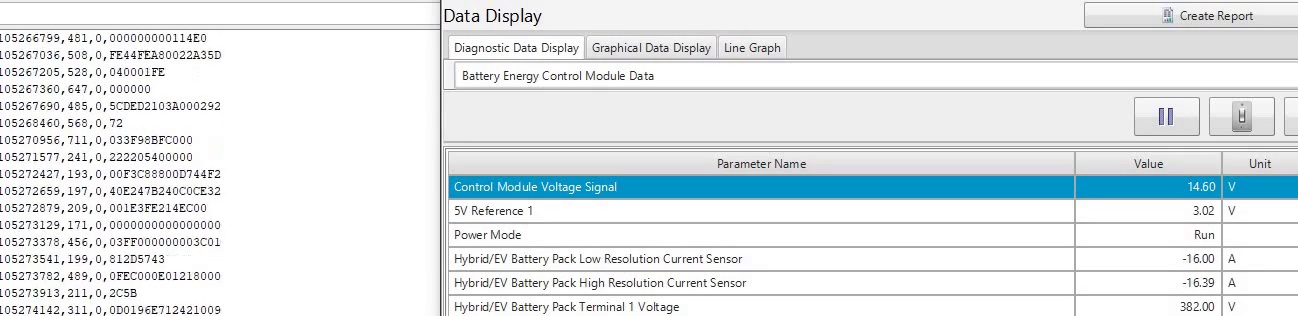 105266799,481,0,000000000114E0
105267036,508,0,FE44FEA80022A35D
105267205,528,0,040001FE
105267360,647,0,000000
105267690,485,0,5CDED2103A000292
105268460,568,0,72
105270956,711,0,033F98BFC000
105271577,241,0,222205400000
105272427,193,0,00F3C88800D744F2
105272659,197,0,40E247B240C0CE32
105272879,209,0,001E3FE214EC00
105273129,171,0,0000000000000000
105273378,456,0,03FF000000003C01
105273541,199,0,812D5743
105273782,489,0,0FEC000E01218000
105273913,211,0,2C5B
105274142,311,0,0D0196E712421009
Data Display
Create Report
Diagnostic Data Display Graphical Data Display Line Graph
Battery Energy Control Module Data
Parameter Name Value Unit
Control Module Voltage Signal 14.60 V
5V Reference 1 3.02 V
Power Mode Run
Hybrid/EV Battery Pack Low Resolution Current Sensor -16.00 A
Hybrid/EV Battery Pack High Resolution Current Sensor -16.39 A
Hybrid/EV Battery Pack Terminal 1 Voltage 382.00 V